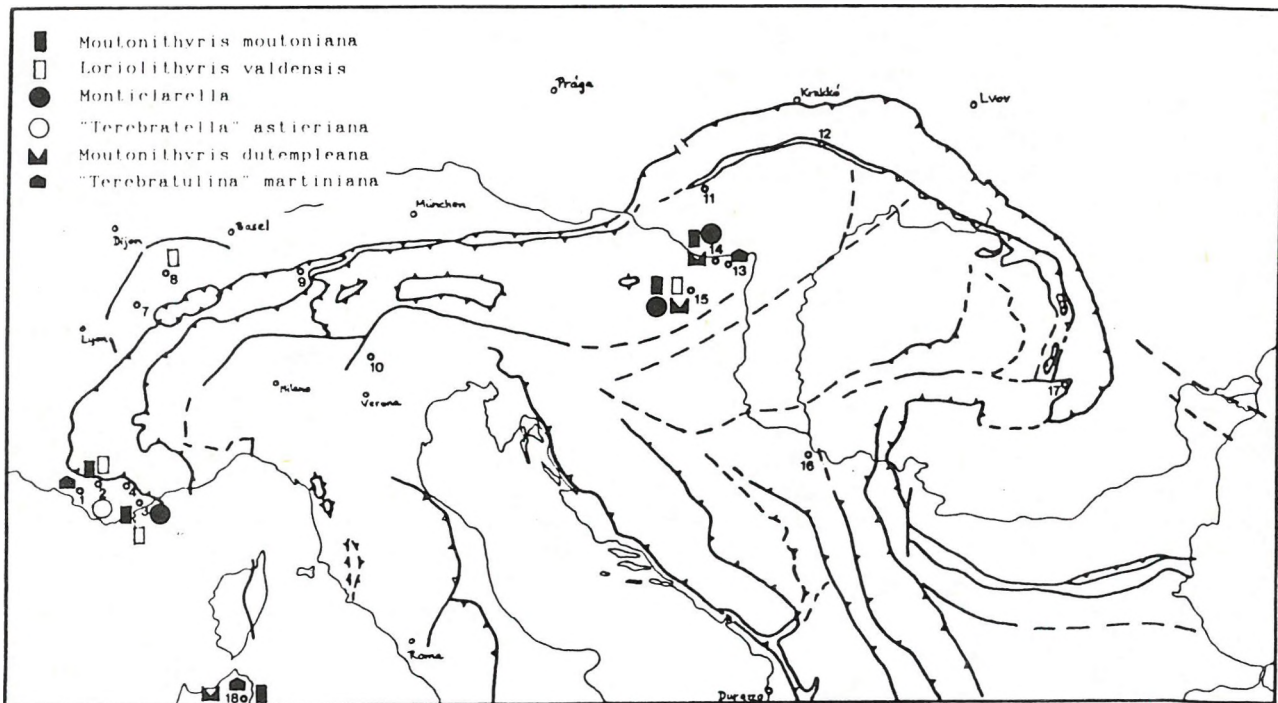 Moutonithyris moutoniana
Loriolithyris valdensis
Monticlarella
"Terebratella" astieriana
Moutonithyris dutempleana
"Terebratulina" martiniana
Prága
Krakkó
Lvov
12
11
München
Basel
Dijon
8
9
7
Lyon
14
13
15
10
Milano
Verona
17
16
1
2
4
Roma
18
Durazzo